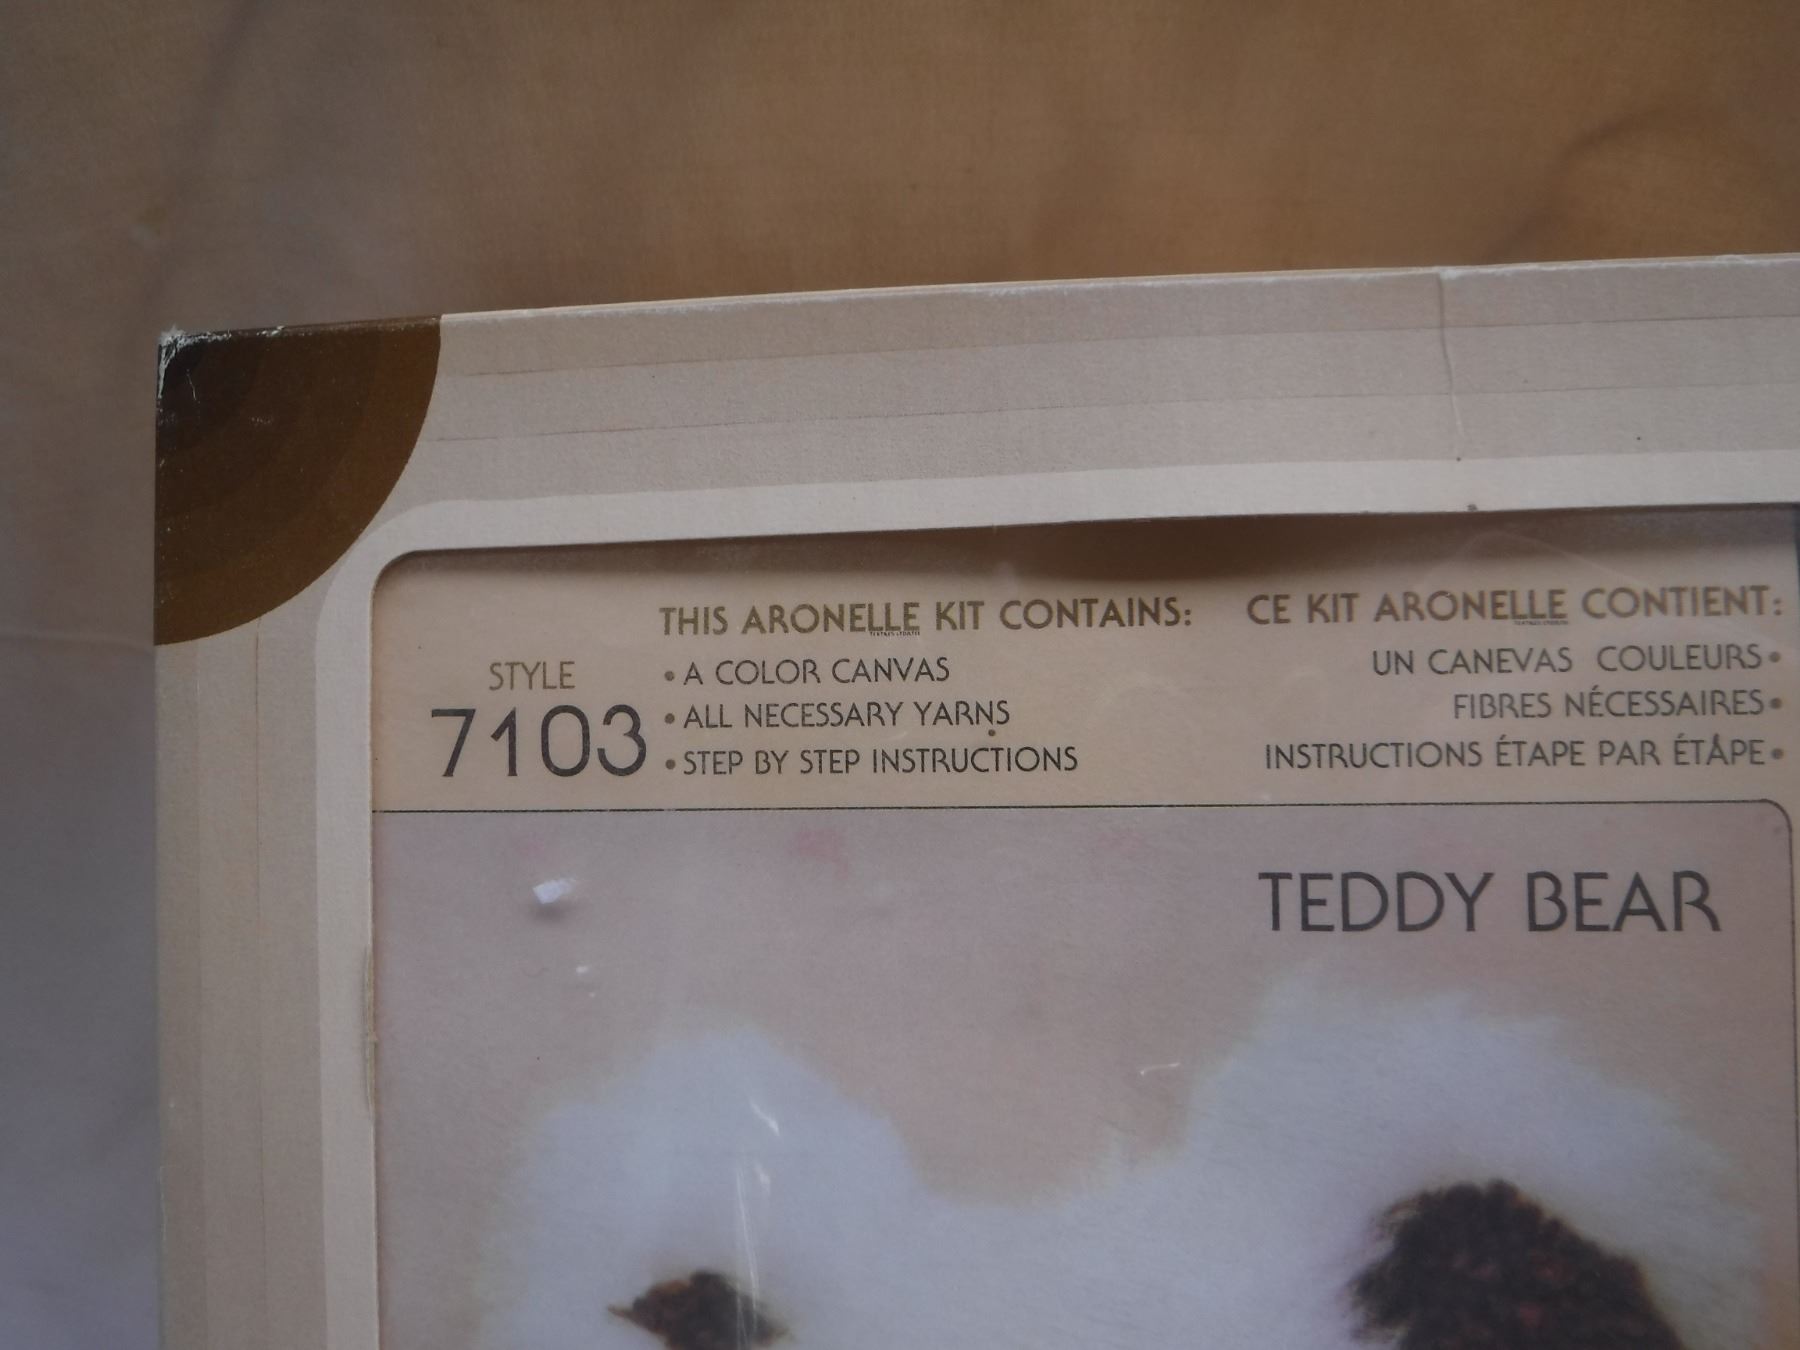 THIS ARONELLE KIT CONTAINS:
STYLE
7103
• A COLOR CANVAS
• ALL NECESSARY YARNS
• STEP BY STEP INSTRUCTIONS
CE KIT ARONELLE CONTIENT:
UN CANEVAS COULEURS •
FIBRES NÉCESSAIRES •
INSTRUCTIONS ÉTAPE PAR ÉTAPE •
TEDDY BEAR